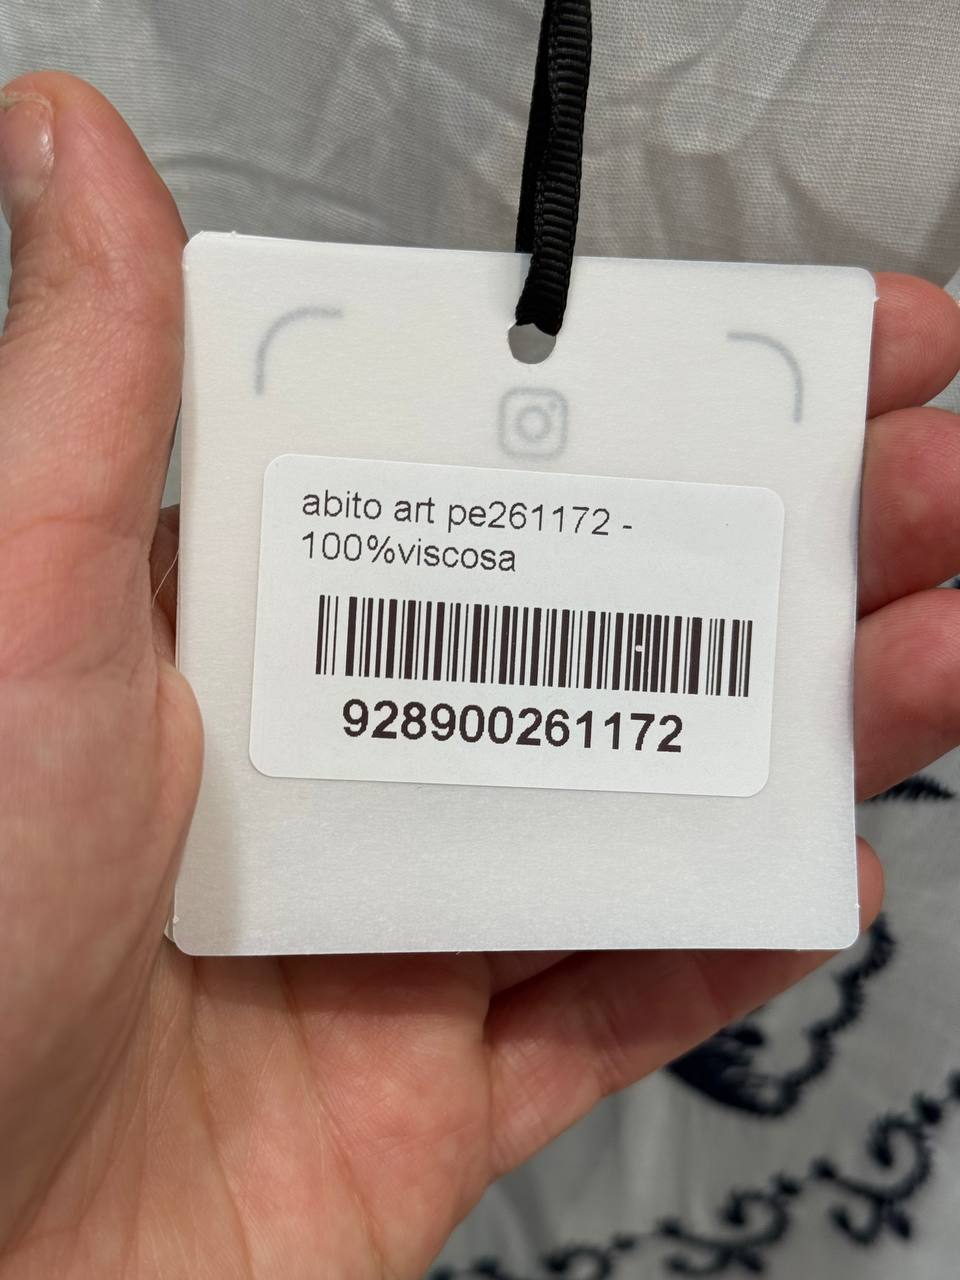 abito art pe261172 -
100%viscosa
928900261172